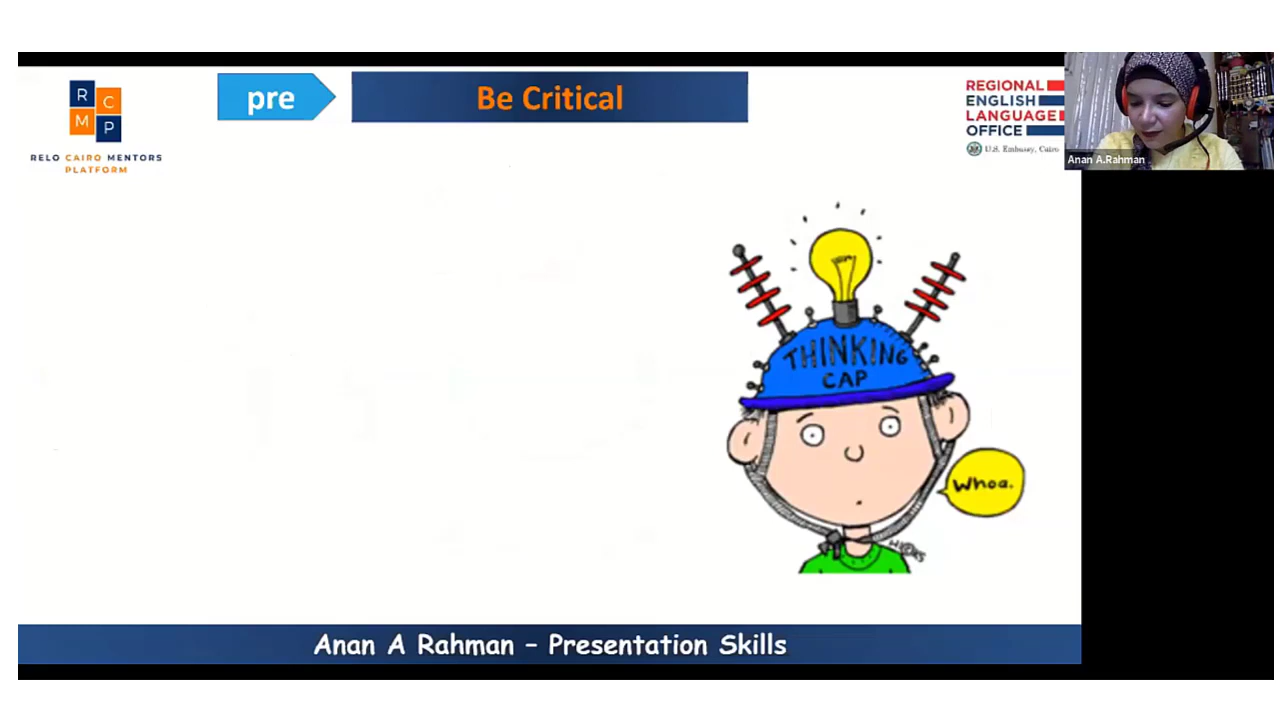 R
C
M
P
RELO CAIRO MENTORS
PLATFORM
pre
Be Critical
REGIONAL
ENGLISH
LANGUAGE
OFFICE
U.S. Embassy, Cairo
Anan A.Rahman
THINKING
CAP
Whoa.
HICKS
Anan A Rahman – Presentation Skills